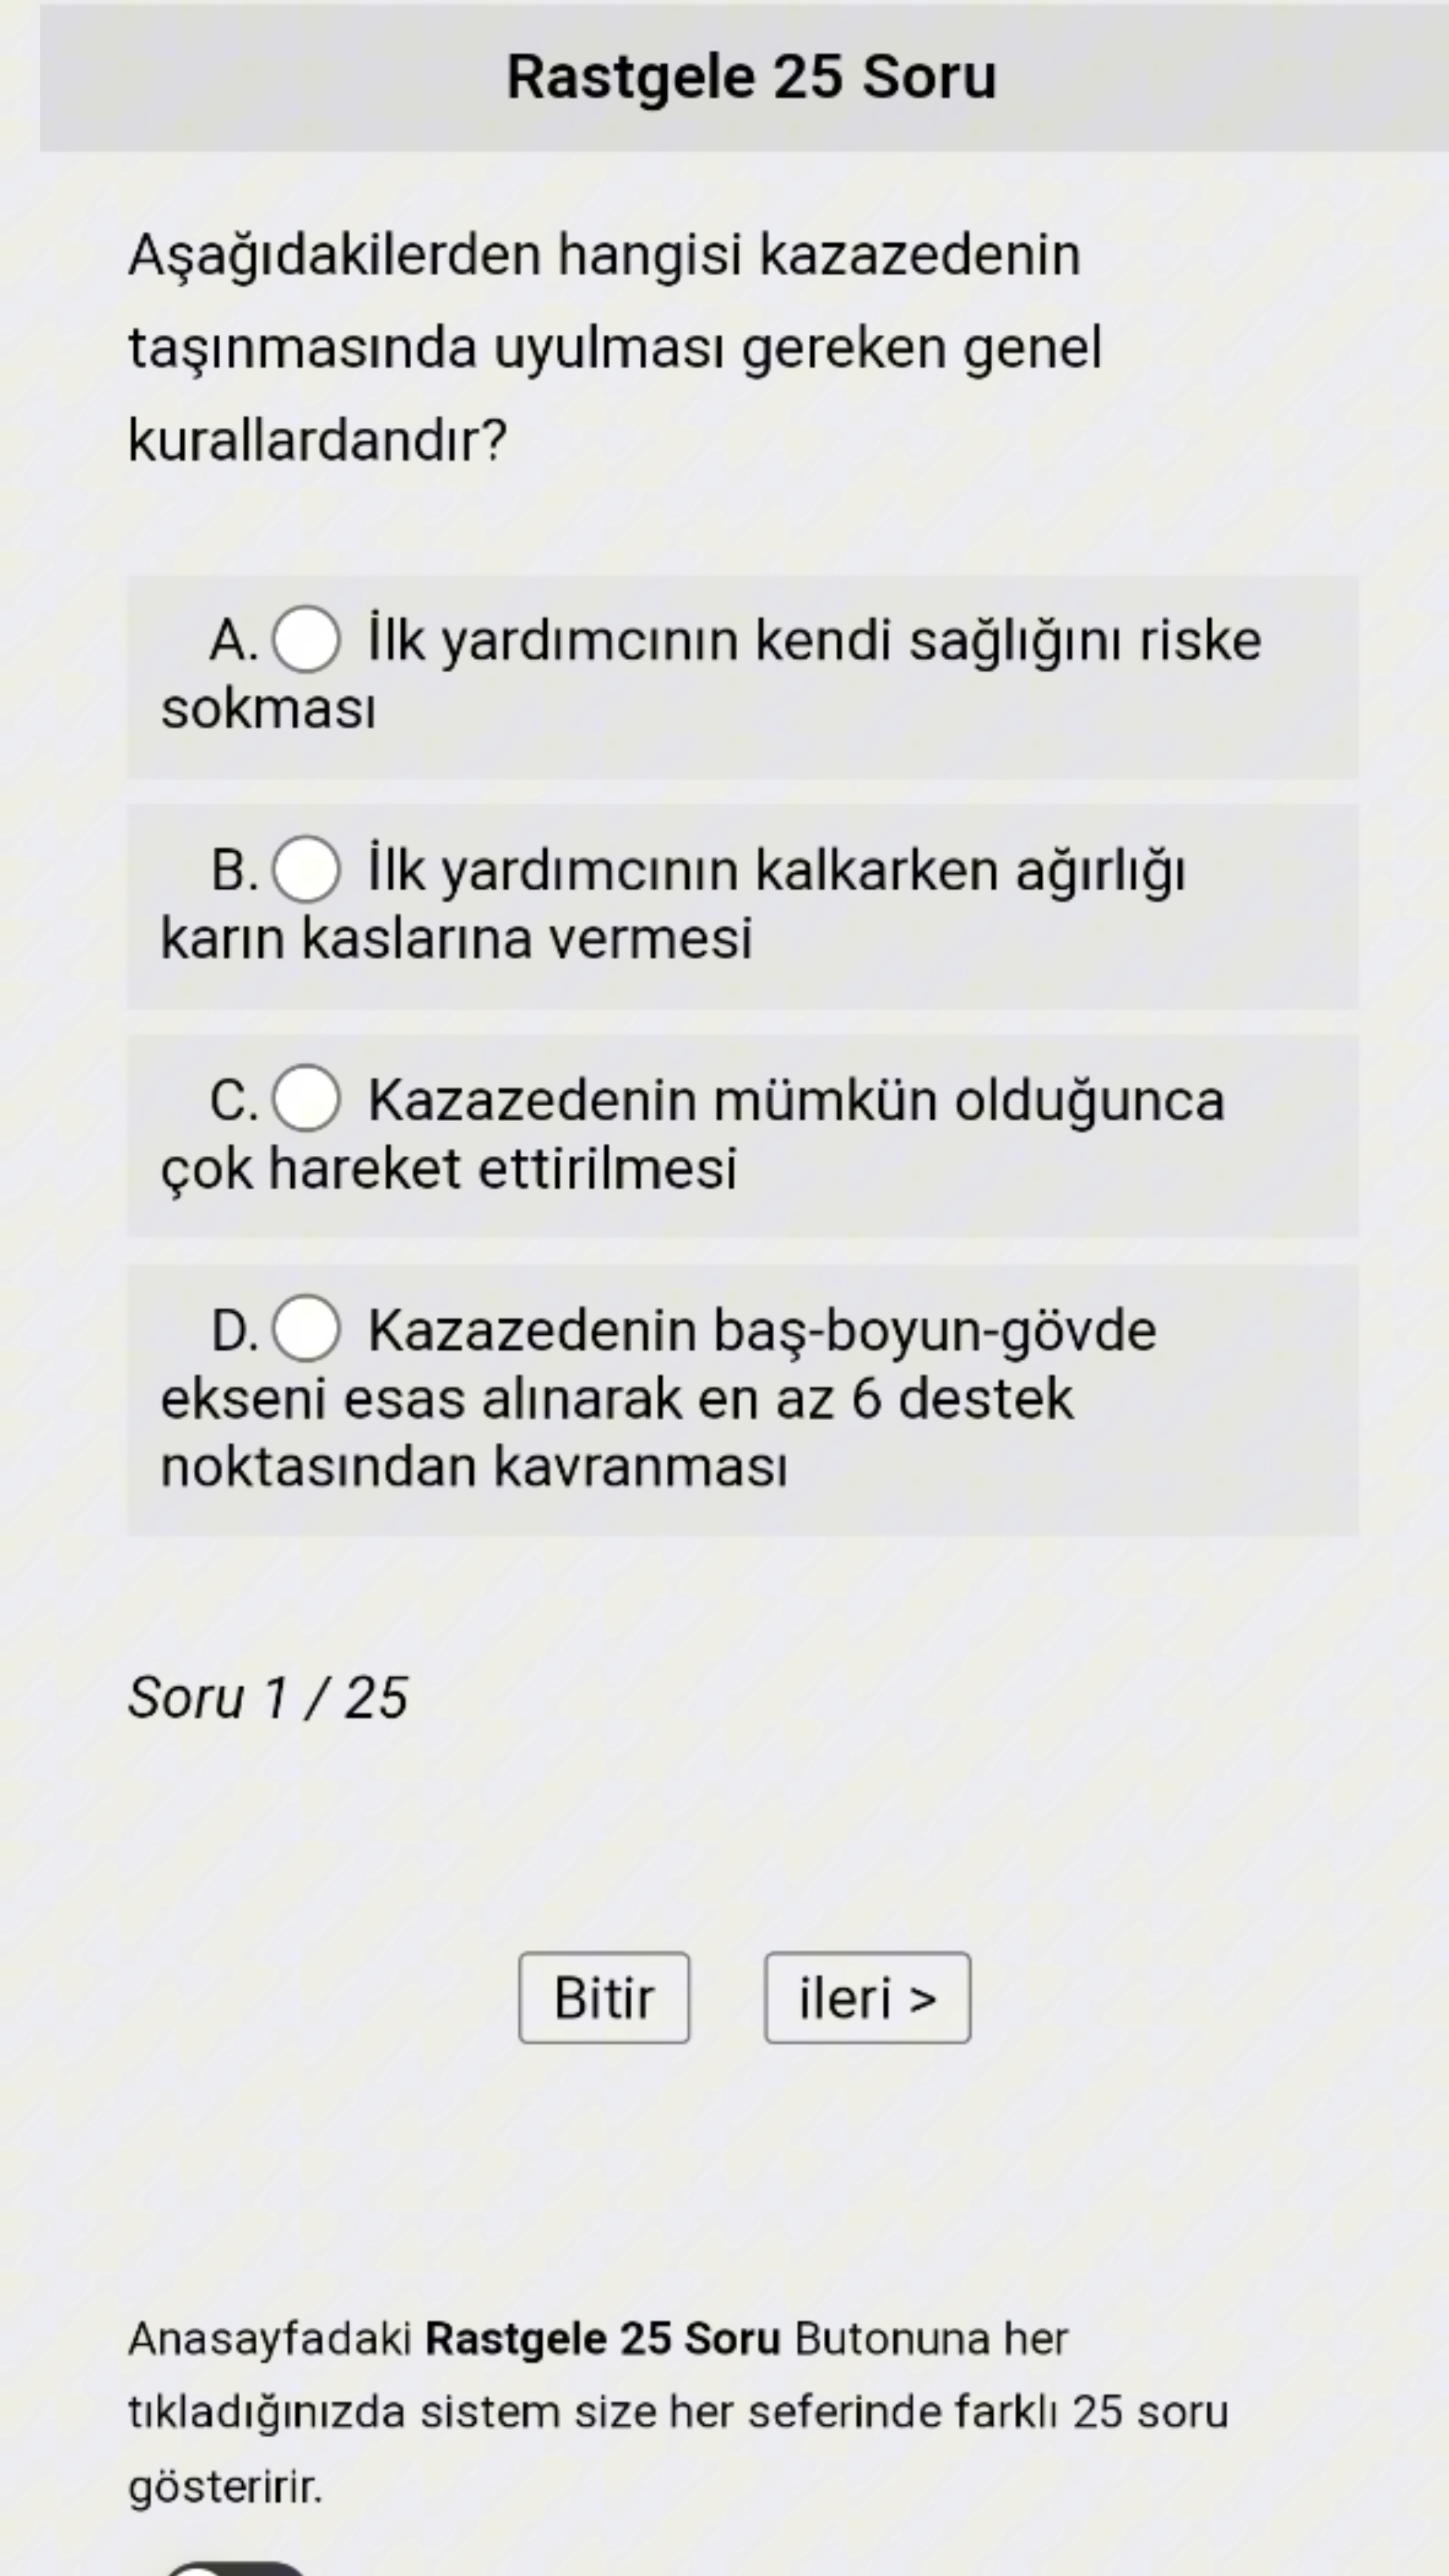 Rastgele 25 Soru
Aşağıdakilerden hangisi kazazedenin
taşınmasında uyulması gereken genel
kurallardandır?
A. İlk yardımcının kendi sağlığını riske
sokması
B. İlk yardımcının kalkarken ağırlığı
karın kaslarına vermesi
C. Kazazedenin mümkün olduğunca
çok hareket ettirilmesi
D. Kazazedenin baş-boyun-gövde
ekseni esas alınarak en az 6 destek
noktasından kavranması
Soru 1 / 25
Bitir
ileri >
Anasayfadaki Rastgele 25 Soru Butonuna her
tıkladığınızda sistem size her seferinde farklı 25 soru
gösteririr.